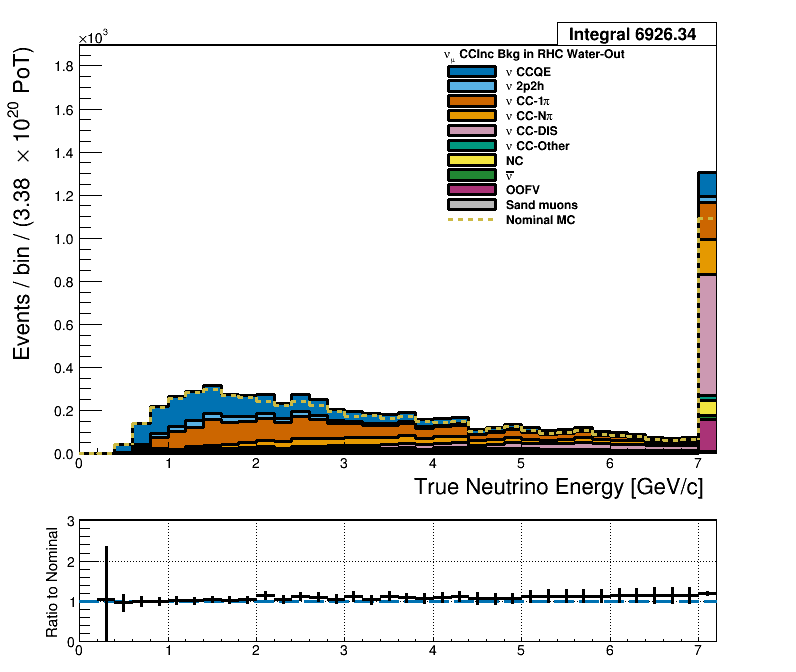 Integral 6926.34
×10³
ν_μ CCInc Bkg in RHC Water-Out
ν CCQE
ν 2p2h
ν CC-1π
ν CC-Nπ
ν CC-DIS
ν CC-Other
NC
ν̅
OOFV
Sand muons
Nominal MC
Events / bin / (3.38 × 10²⁰ PoT)
1.8
1.6
1.4
1.2
1.0
0.8
0.6
0.4
0.2
0.0
0 1 2 3 4 5 6 7
True Neutrino Energy [GeV/c]
Ratio to Nominal
3
2
1
0
0 1 2 3 4 5 6 7